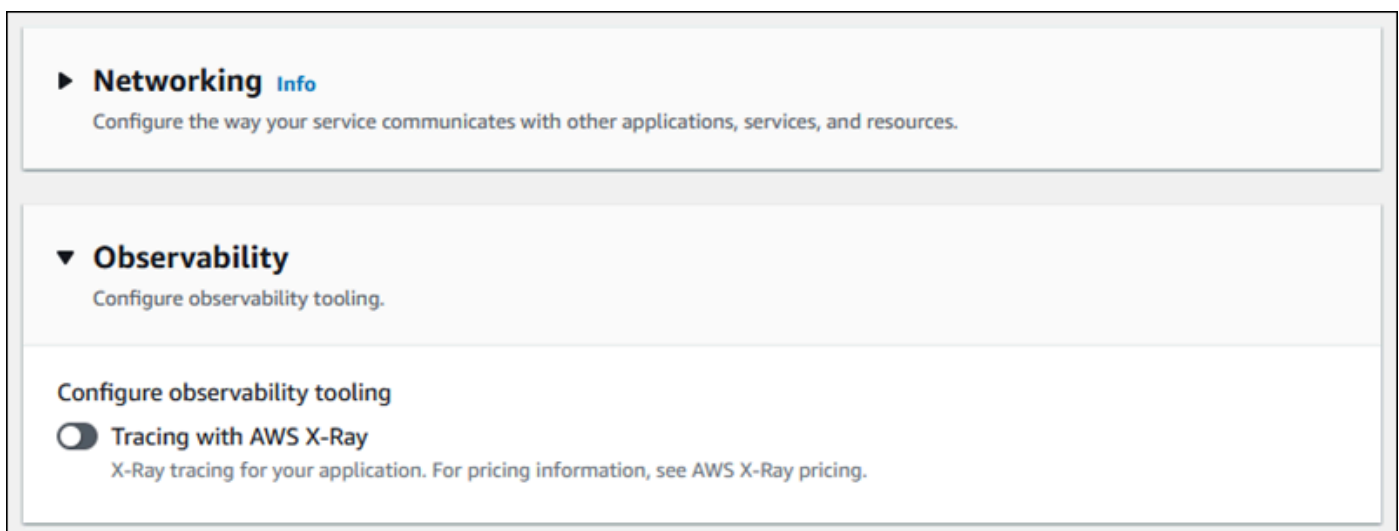 Networking Info
Configure the way your service communicates with other applications, services, and resources.
Observability
Configure observability tooling.
Configure observability tooling
Tracing with AWS X-Ray
X-Ray tracing for your application. For pricing information, see AWS X-Ray pricing.